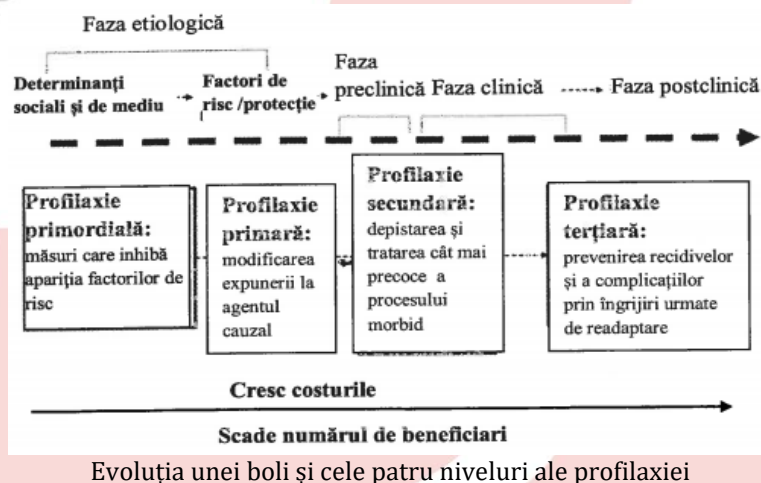 Faza etiologică
Determinanți
sociali și de mediu
Factori de
risc /protecție
Faza
preclinică
Faza clinică
Faza postclinică
Profilaxie
primordială:
măsuri care inhibă
apariția factorilor de
risc
Profilaxie
primară:
modificarea
expunerii la
agentul
cauzal
Profilaxie
secundară:
depistarea și
tratarea cât mai
precoce a
procesului
morbid
Profilaxie
terțiară:
prevenirea recidivelor
și a complicațiilor
prin îngrijiri urmate
de readaptare
Cresc costurile
Scade numărul de beneficiari
Evoluția unei boli și cele patru niveluri ale profilaxiei